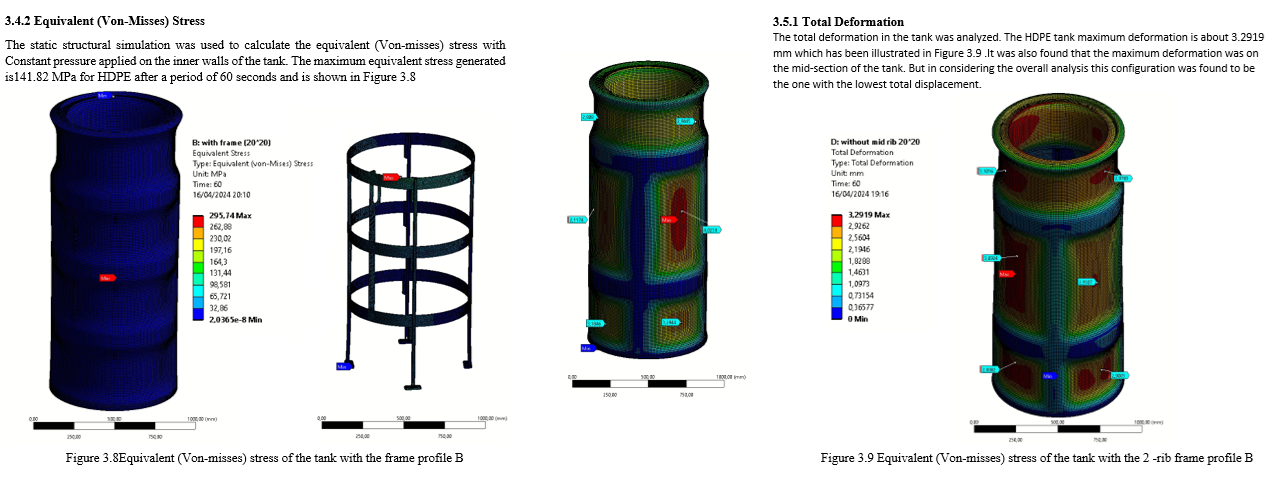 3.4.2 Equivalent (Von-Misses) Stress
The static structural simulation was used to calculate the equivalent (Von-misses) stress with
Constant pressure applied on the inner walls of the tank. The maximum equivalent stress generated
is141.82 MPa for HDPE after a period of 60 seconds and is shown in Figure 3.8
Min
B: with frame (20*20)
Equivalent Stress
Type: Equivalent (von-Mises) Stress
Unit: MPa
Time: 60
16/04/2024 20:10
295,74 Max
262,88
230,02
197,16
164,3
131,44
98,581
65,721
32,86
2,0365e-8 Min
Max
Max
Min
0,00 500,00 1000,00 (mm)
250,00 750,00
0,00 500,00 1000,00 (mm)
250,00 750,00
Figure 3.8Equivalent (Von-misses) stress of the tank with the frame profile B
Max
Min
0,00 500,00 1000,00 (mm)
250,00 750,00
3.5.1 Total Deformation
The total deformation in the tank was analyzed. The HDPE tank maximum deformation is about 3.2919
mm which has been illustrated in Figure 3.9 .It was also found that the maximum deformation was on
the mid-section of the tank. But in considering the overall analysis this configuration was found to be
the one with the lowest total displacement.
D: without mid rib 20*20
Total Deformation
Type: Total Deformation
Unit: mm
Time: 60
16/04/2024 19:16
3,2919 Max
2,9262
2,5604
2,1946
1,8288
1,4631
1,0973
0,73154
0,36577
0 Min
Max
Min
0,00 500,00 1000,00 (mm)
250,00 750,00
Figure 3.9 Equivalent (Von-misses) stress of the tank with the 2 -rib frame profile B